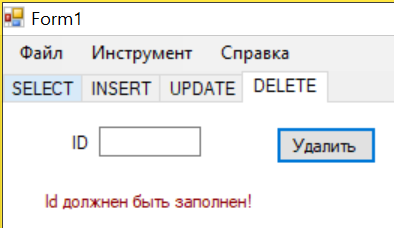 Form1
Файл Инструмент Справка
SELECT INSERT UPDATE DELETE
ID Удалить
Id должнен быть заполнен!